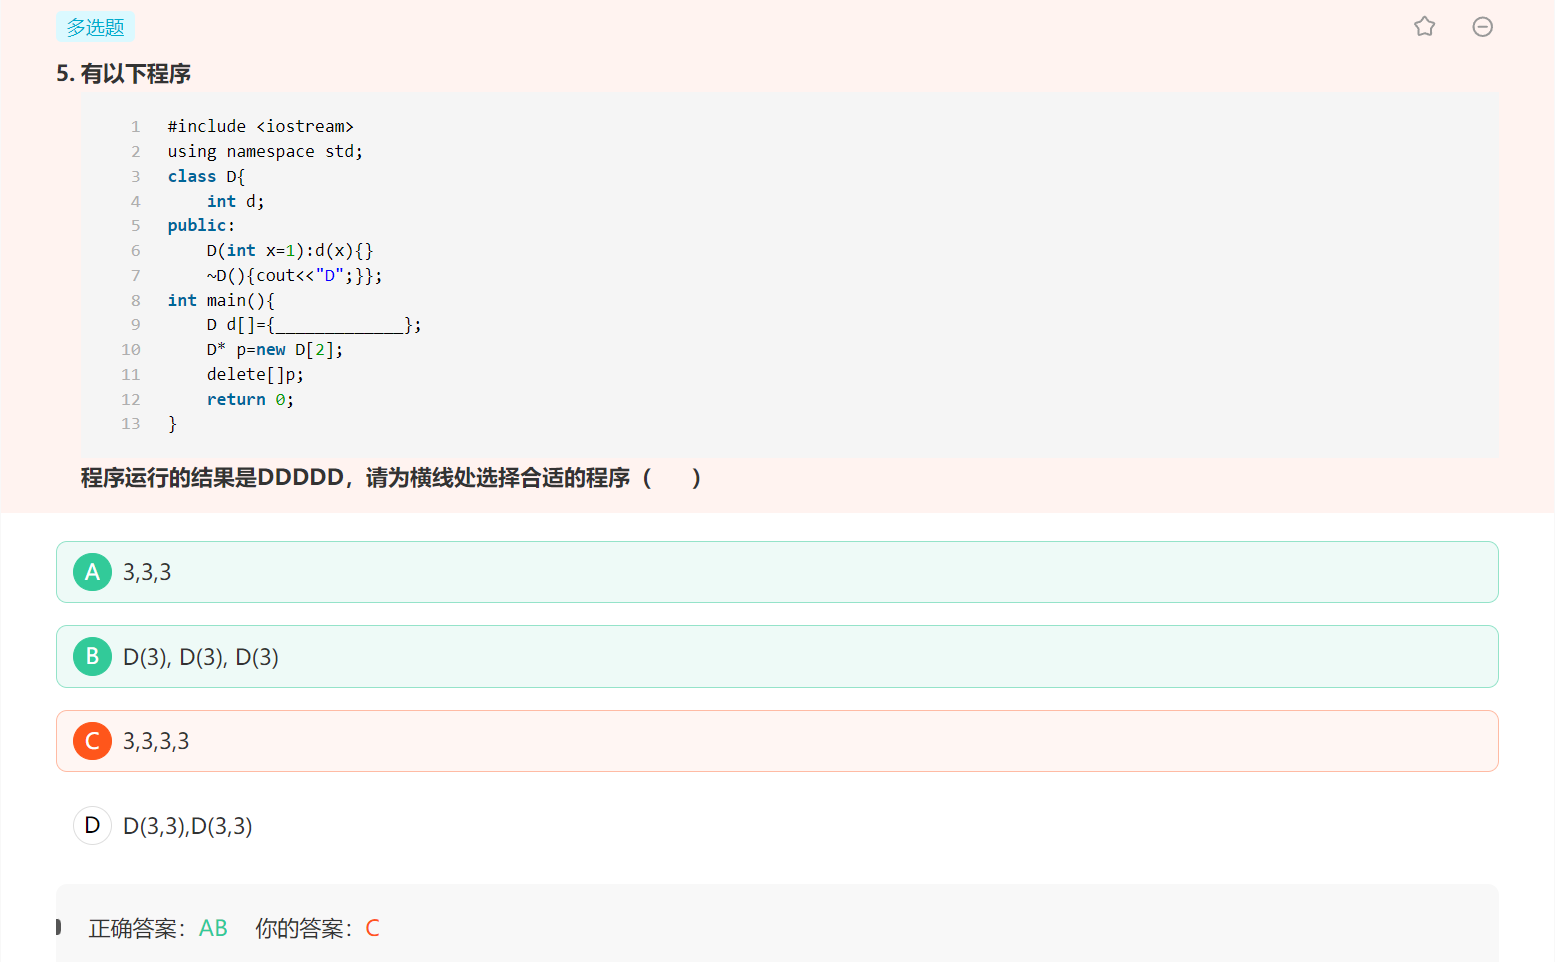 多选题
5. 有以下程序
1 #include <iostream>
2 using namespace std;
3 class D{
4 int d;
5 public:
6 D(int x=1):d(x){}
7 ~D(){cout<<"D";}};
8 int main(){
9 D d[]={_____________};
10 D* p=new D[2];
11 delete[]p;
12 return 0;
13 }
程序运行的结果是DDDDD，请为横线处选择合适的程序（ ）
A 3,3,3
B D(3), D(3), D(3)
C 3,3,3,3
D D(3,3),D(3,3)
正确答案：AB 你的答案：C